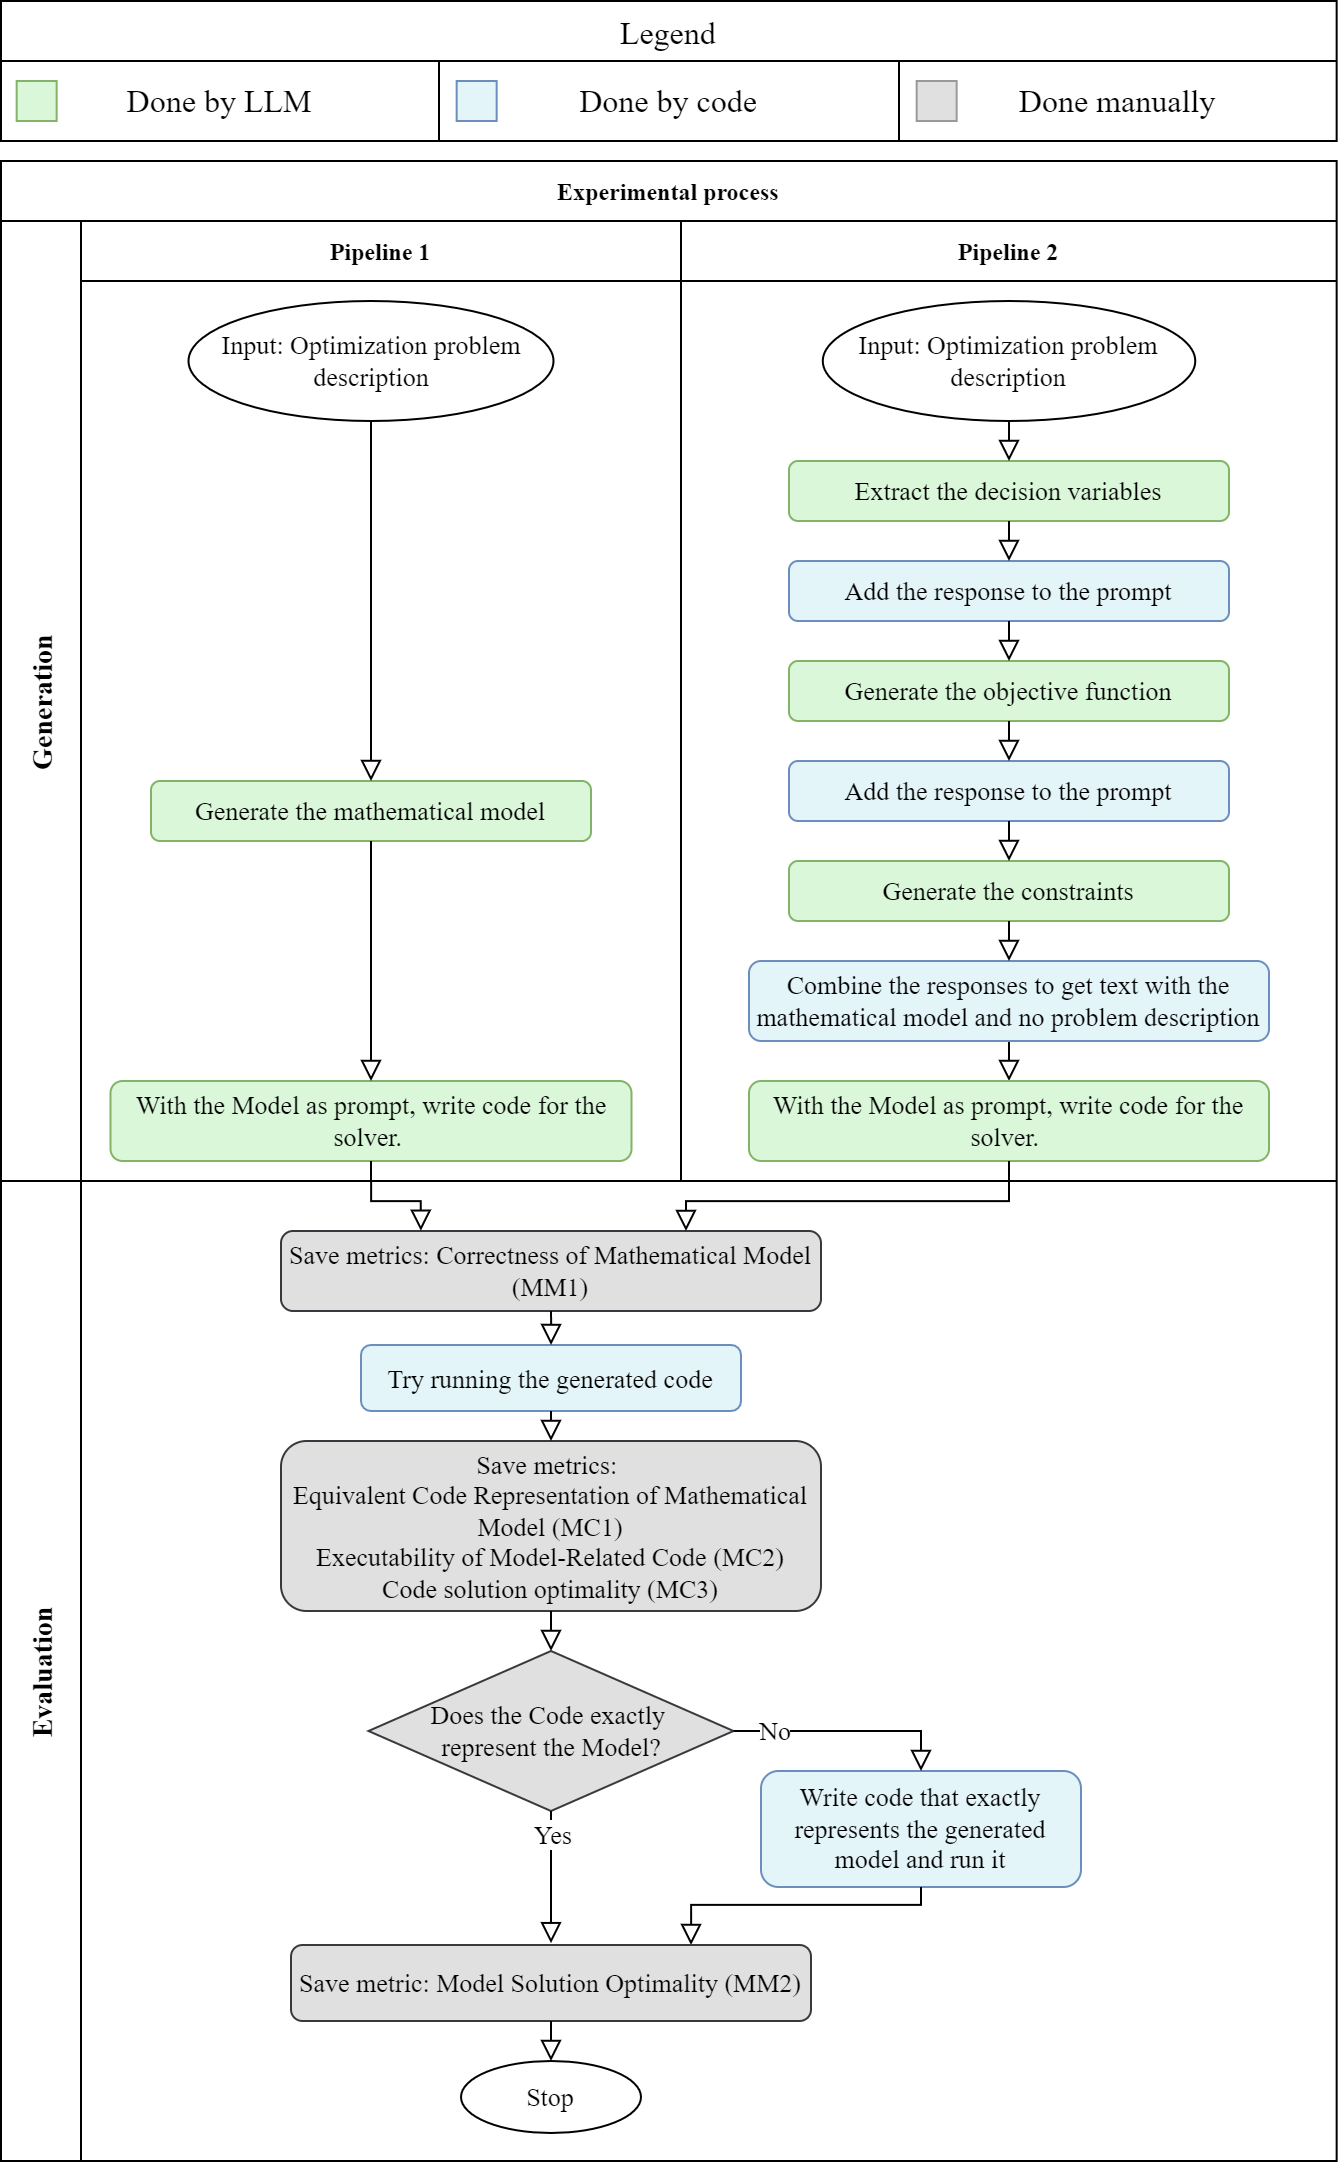 Legend
Done by LLM
Done by code
Done manually
Experimental process
Generation
Pipeline 1
Input: Optimization problem
description
Generate the mathematical model
With the Model as prompt, write code for the
solver.
Pipeline 2
Input: Optimization problem
description
Extract the decision variables
Add the response to the prompt
Generate the objective function
Add the response to the prompt
Generate the constraints
Combine the responses to get text with the
mathematical model and no problem description
With the Model as prompt, write code for the
solver.
Evaluation
Save metrics: Correctness of Mathematical Model
(MM1)
Try running the generated code
Save metrics:
Equivalent Code Representation of Mathematical
Model (MC1)
Executability of Model-Related Code (MC2)
Code solution optimality (MC3)
Does the Code exactly
represent the Model?
No
Write code that exactly
represents the generated
model and run it
Yes
Save metric: Model Solution Optimality (MM2)
Stop